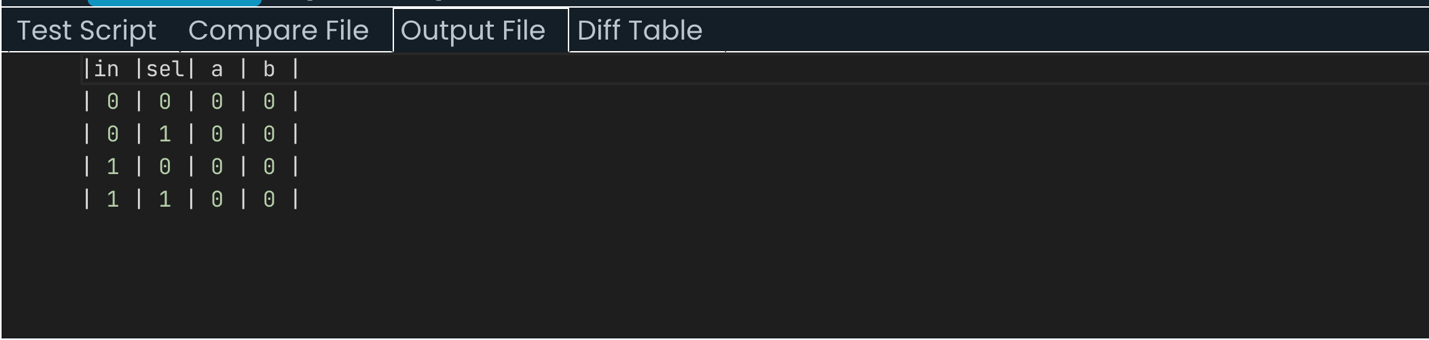 Test Script Compare File Output File Diff Table
|in |sel| a | b |
| 0 | 0 | 0 | 0 |
| 0 | 1 | 0 | 0 |
| 1 | 0 | 0 | 0 |
| 1 | 1 | 0 | 0 |